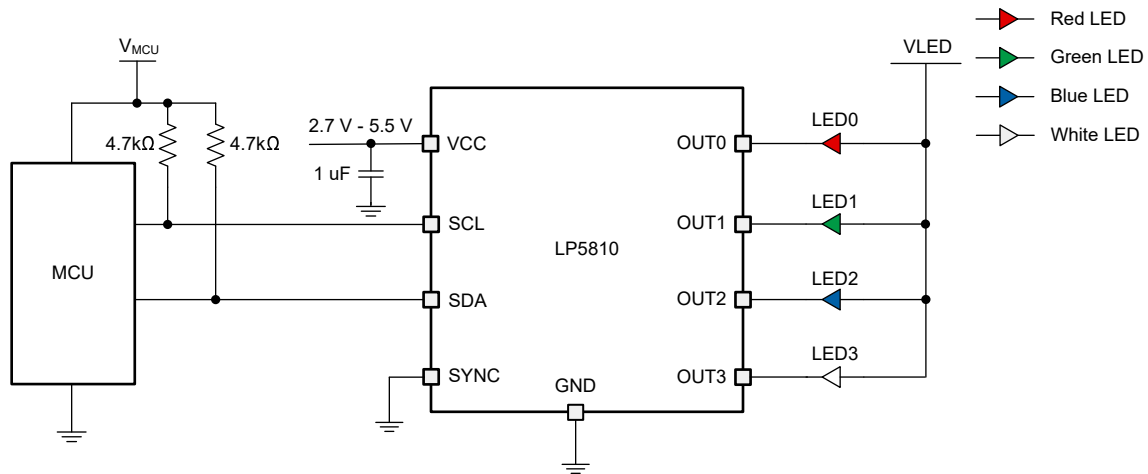 V_MCU
4.7kΩ
4.7kΩ
MCU
2.7 V - 5.5 V
1 uF
VCC
SCL
SDA
SYNC
LP5810
GND
OUT0
OUT1
OUT2
OUT3
LED0
LED1
LED2
LED3
VLED
Red LED
Green LED
Blue LED
White LED